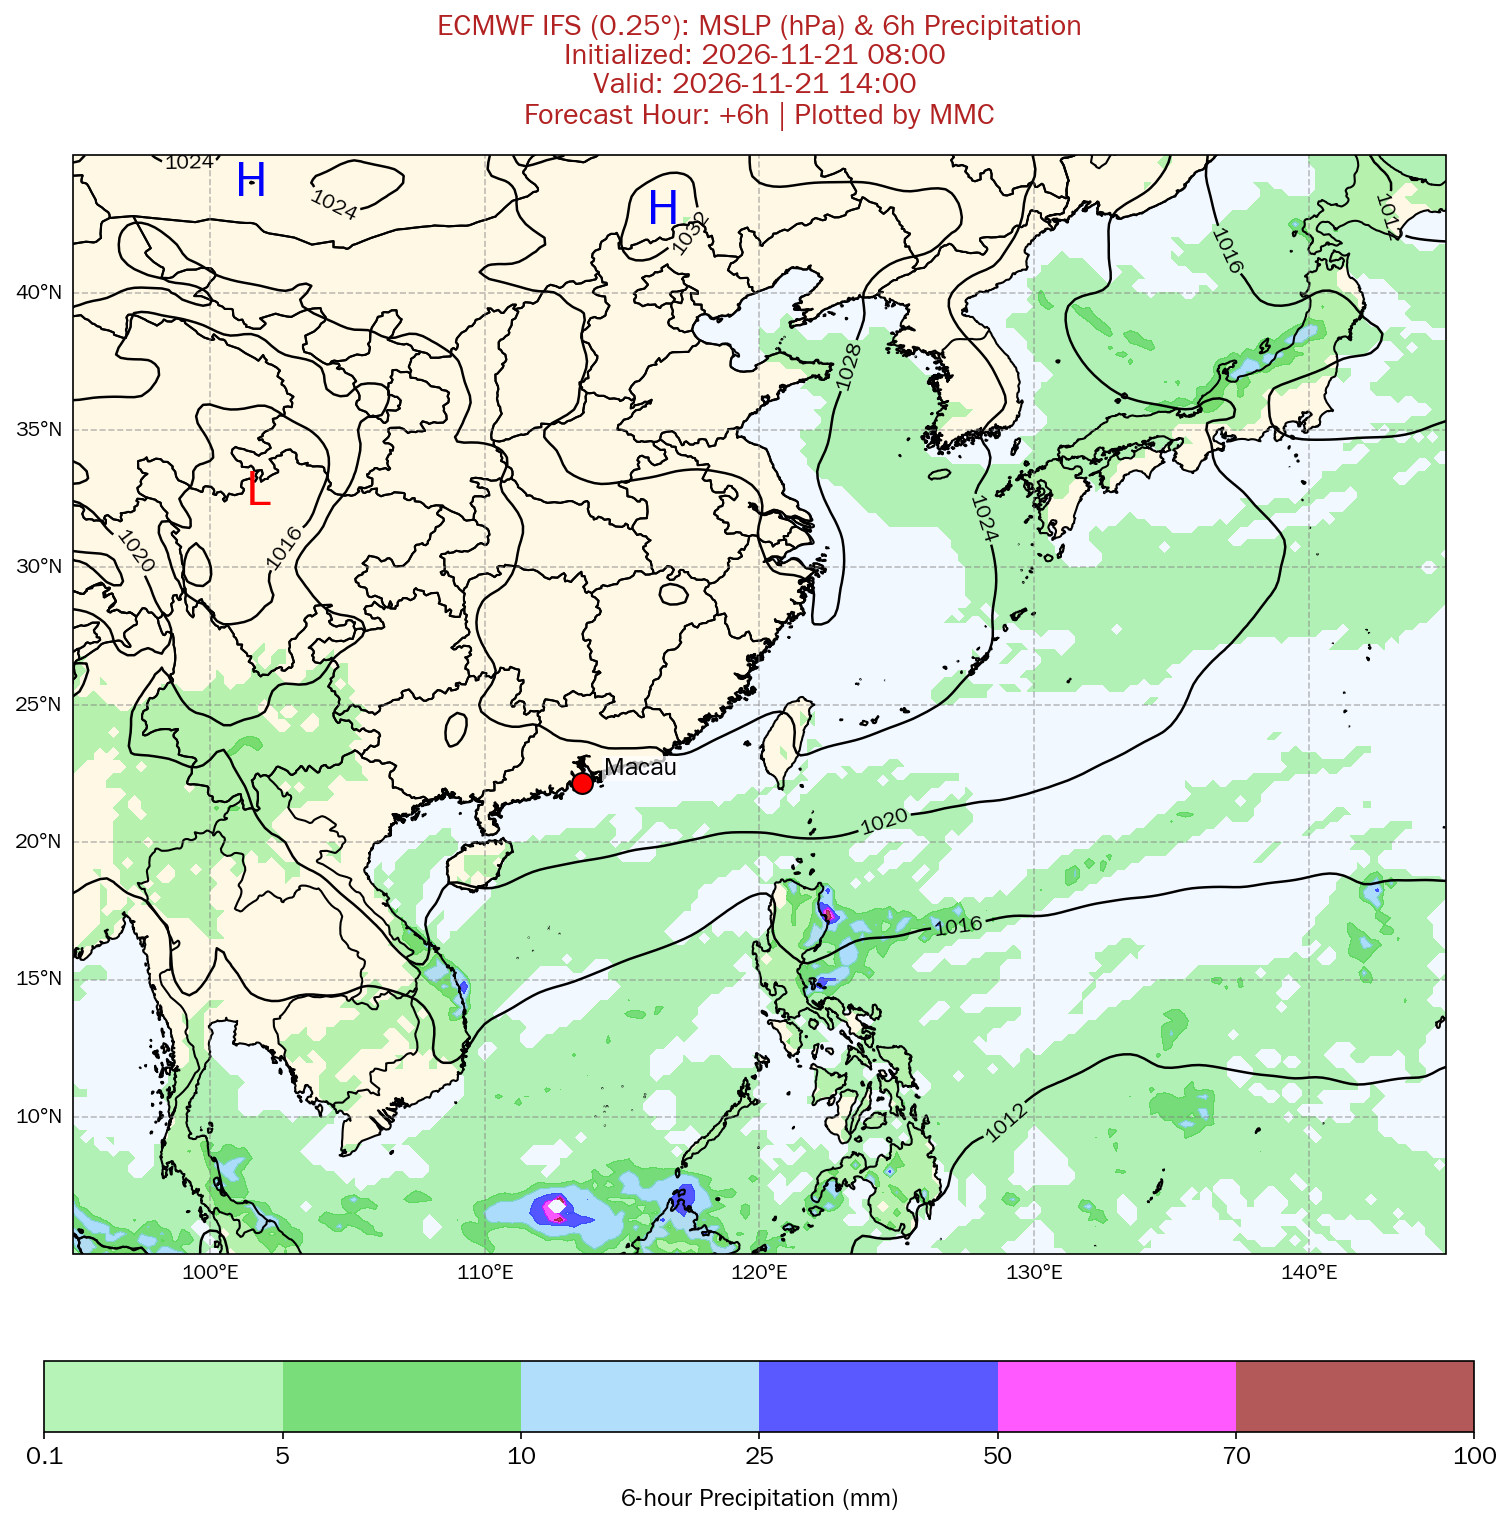 ECMWF IFS (0.25°): MSLP (hPa) & 6h Precipitation
Initialized: 2026-11-21 08:00
Valid: 2026-11-21 14:00
Forecast Hour: +6h | Plotted by MMC
1024
H
1024
H
1032
1016
40°N
1028
35°N
L
1024
1020
1016
30°N
25°N
Macau
1020
20°N
1016
15°N
1012
10°N
100°E
110°E
120°E
130°E
140°E
0.1
5
10
25
50
70
100
6-hour Precipitation (mm)